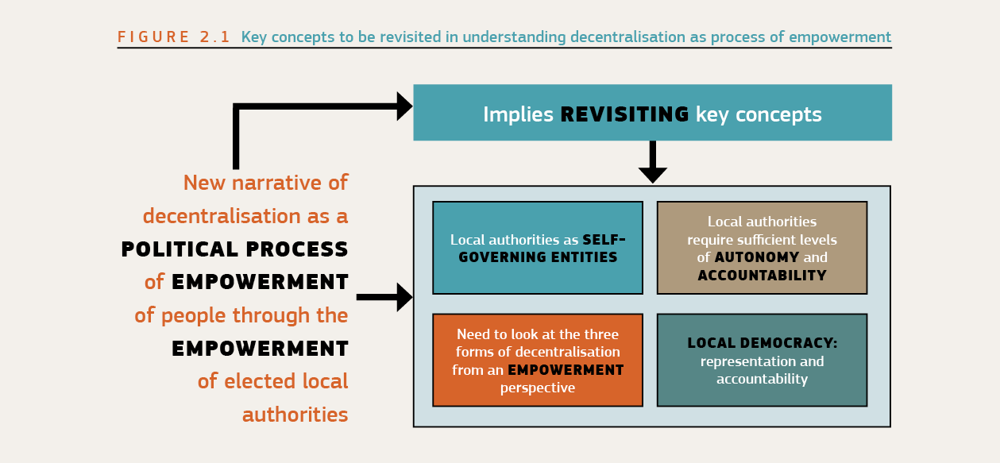 FIGURE 2.1 Key concepts to be revisited in understanding decentralisation as process of empowerment
Implies REVISITING key concepts
New narrative of
decentralisation as a
POLITICAL PROCESS
of EMPOWERMENT
of people through the
EMPOWERMENT
of elected local
authorities
Local authorities as SELF-
GOVERNING ENTITIES
Local authorities
require sufficient levels
of AUTONOMY and
ACCOUNTABILITY
Need to look at the three
forms of decentralisation
from an EMPOWERMENT
perspective
LOCAL DEMOCRACY:
representation and
accountability